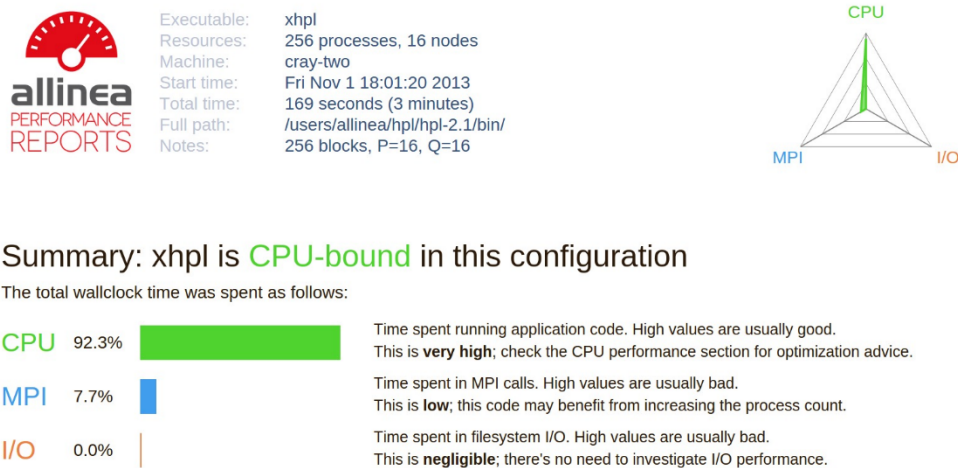 allinea
PERFORMANCE
REPORTS
Executable: xhpl
Resources: 256 processes, 16 nodes
Machine: cray-two
Start time: Fri Nov 1 18:01:20 2013
Total time: 169 seconds (3 minutes)
Full path: /users/allinea/hpl/hpl-2.1/bin/
Notes: 256 blocks, P=16, Q=16
CPU
MPI
I/O
Summary: xhpl is CPU-bound in this configuration
The total wallclock time was spent as follows:
CPU 92.3%
Time spent running application code. High values are usually good.
This is very high; check the CPU performance section for optimization advice.
MPI 7.7%
Time spent in MPI calls. High values are usually bad.
This is low; this code may benefit from increasing the process count.
I/O 0.0%
Time spent in filesystem I/O. High values are usually bad.
This is negligible; there's no need to investigate I/O performance.